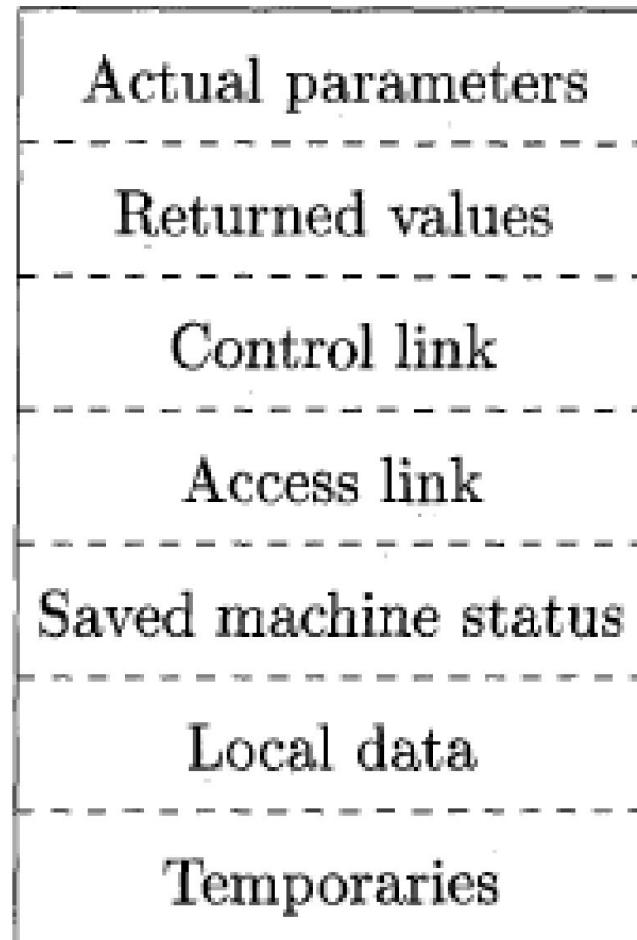 Actual parameters
Returned values
Control link
Access link
Saved machine status
Local data
Temporaries